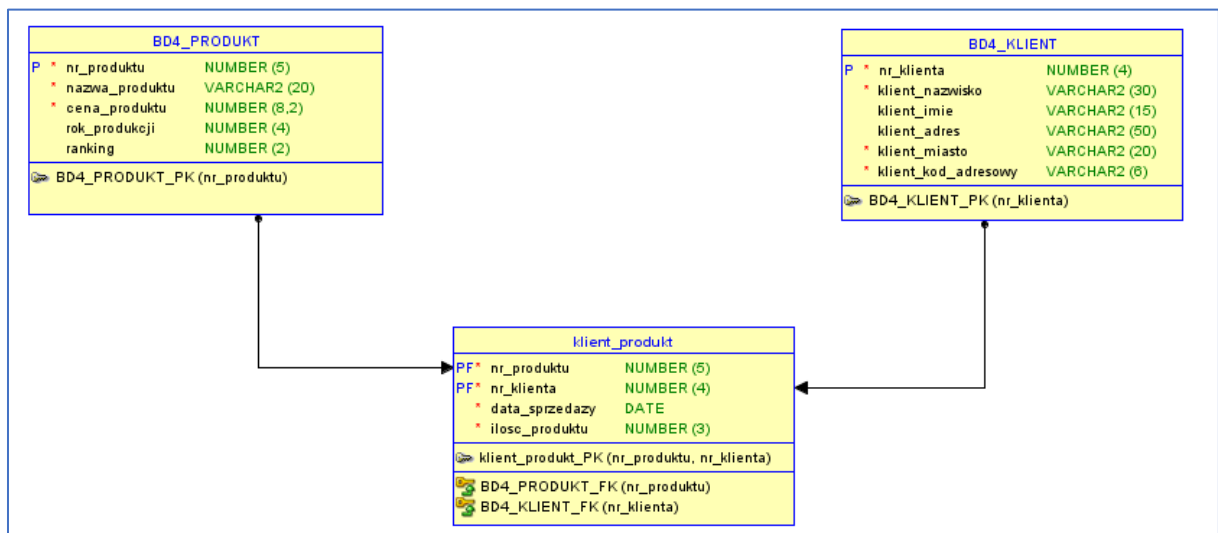 BD4_PRODUKT
P * nr_produktu NUMBER (5)
* nazwa_produktu VARCHAR2 (20)
* cena_produktu NUMBER (8,2)
rok_produkcji NUMBER (4)
ranking NUMBER (2)
BD4_PRODUKT_PK (nr_produktu)
BD4_KLIENT
P * nr_klienta NUMBER (4)
* klient_nazwisko VARCHAR2 (30)
klient_imie VARCHAR2 (15)
klient_adres VARCHAR2 (50)
* klient_miasto VARCHAR2 (20)
* klient_kod_adresowy VARCHAR2 (6)
BD4_KLIENT_PK (nr_klienta)
klient_produkt
PF* nr_produktu NUMBER (5)
PF* nr_klienta NUMBER (4)
* data_sprzedazy DATE
* ilosc_produktu NUMBER (3)
klient_produkt_PK (nr_produktu, nr_klienta)
BD4_PRODUKT_FK (nr_produktu)
BD4_KLIENT_FK (nr_klienta)